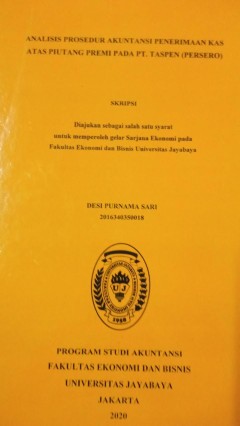 ANALISIS PROSEDUR AKUNTANSI PENERIMAAN KAS
ATAS PIUTANG PREMI PADA PT. TASPEN (PERSERO)
SKRIPSI
Diajukan sebagai salah satu syarat
untuk memperoleh gelar Sarjana Ekonomi pada
Fakultas Ekonomi dan Bisnis Universitas Jayabaya
DESI PURNAMA SARI
2016340350018
UJ
1958
PROGRAM STUDI AKUNTANSI
FAKULTAS EKONOMI DAN BISNIS
UNIVERSITAS JAYABAYA
JAKARTA
2020